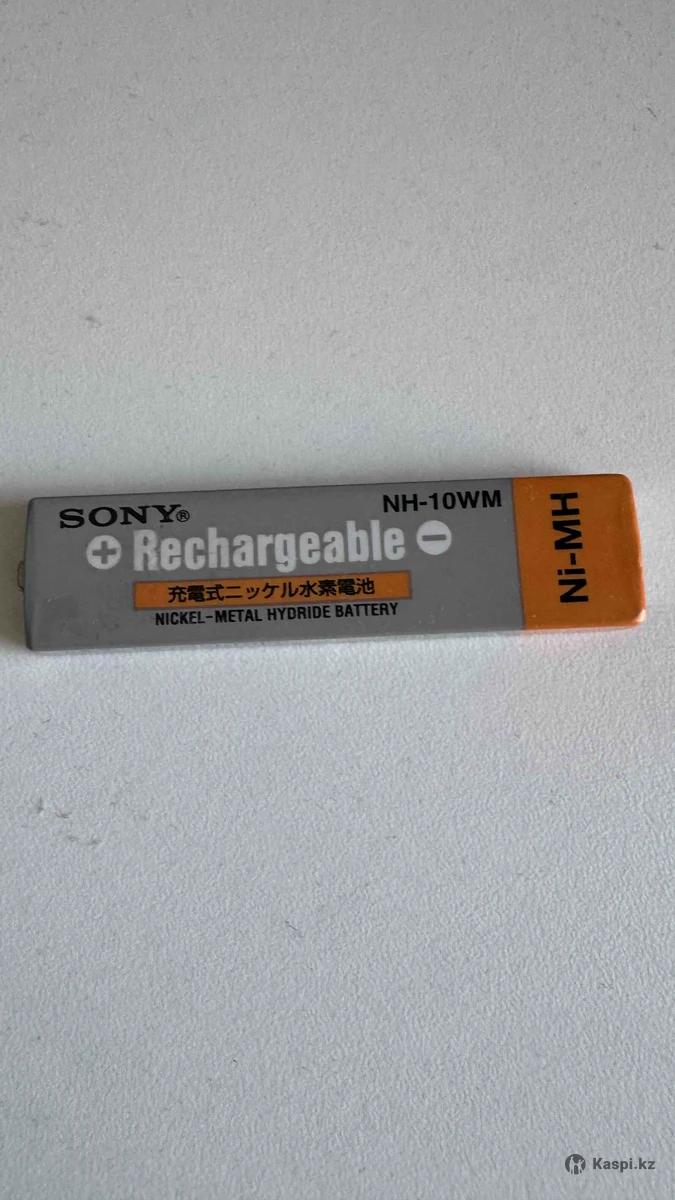 SONY® NH-10WM
+ Rechargeable −
充電式ニッケル水素電池
NICKEL-METAL HYDRIDE BATTERY
Ni-MH
Kaspi.kz